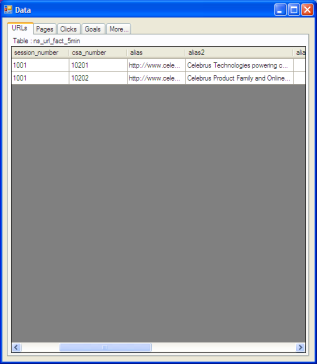 Data
URLs Pages Clicks Goals More...
Table : ns_url_fact_5min
session_number csa_number alias alias2 alia
1001 10201 http://www.cele... Celebrus Technologies powering c...
1001 10202 http://www.cele... Celebrus Product Family and Online...